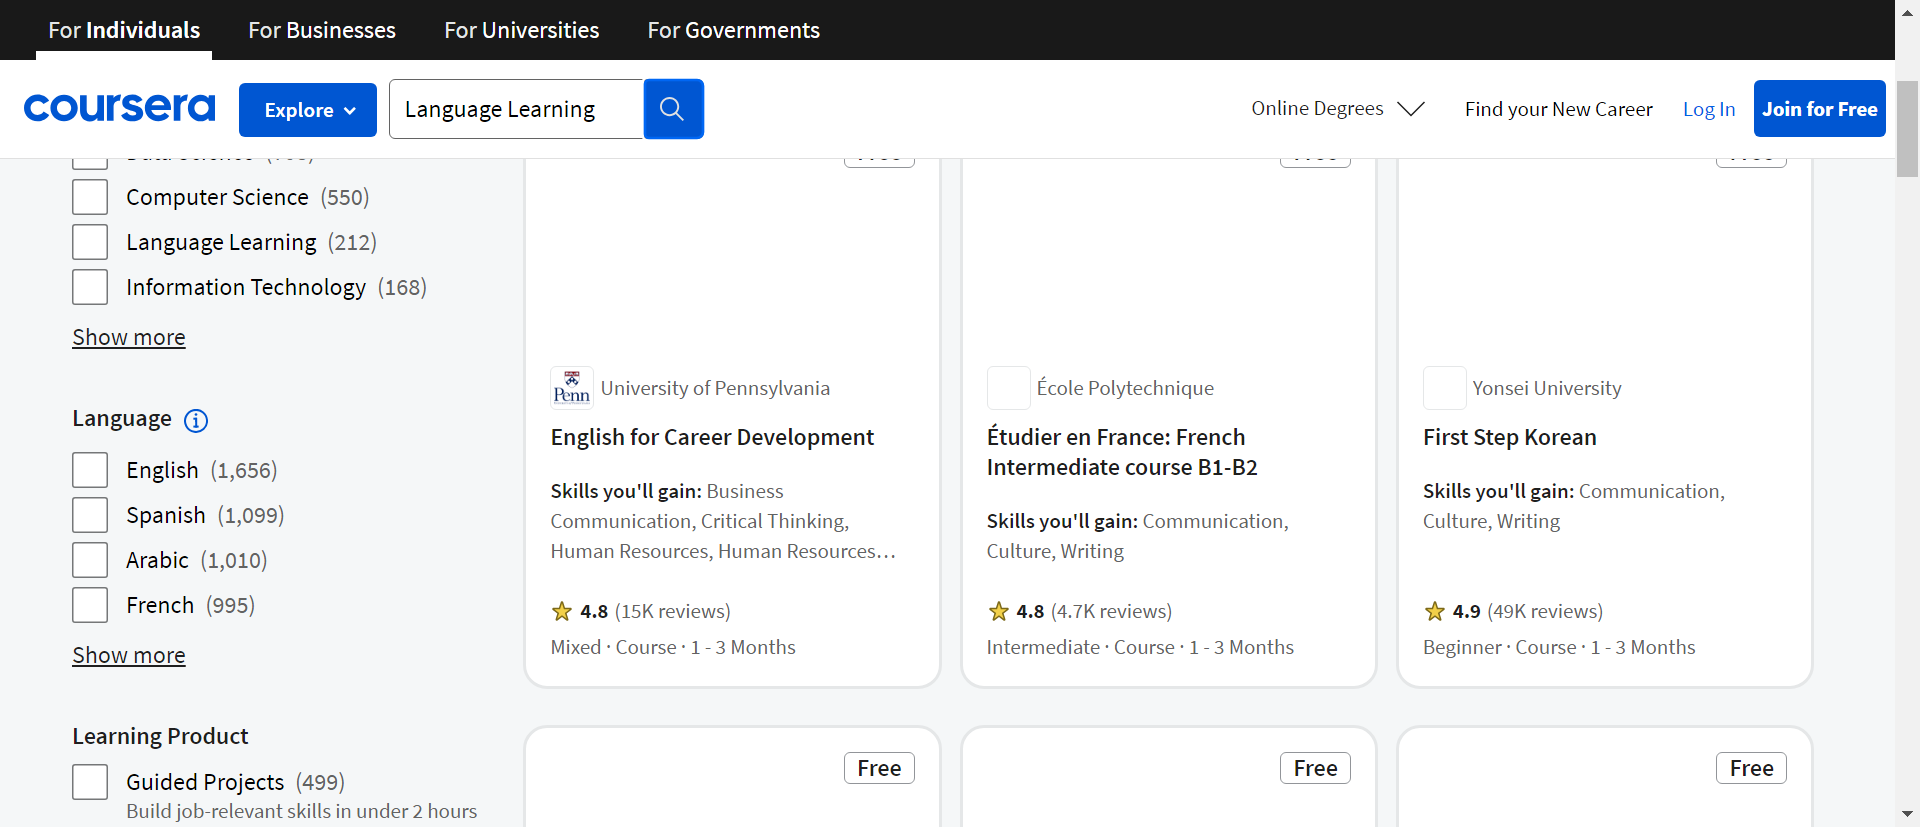 For Individuals
For Businesses
For Universities
For Governments
coursera
Explore
Language Learning
Online Degrees
Find your New Career
Log In
Join for Free
Computer Science (550)
Language Learning (212)
Information Technology (168)
Show more
Language
English (1,656)
Spanish (1,099)
Arabic (1,010)
French (995)
Show more
Learning Product
Guided Projects (499)
Build job-relevant skills in under 2 hours
Penn
University of Pennsylvania
English for Career Development
Skills you'll gain: Business
Communication, Critical Thinking,
Human Resources, Human Resources…
4.8 (15K reviews)
Mixed · Course · 1 - 3 Months
École Polytechnique
Étudier en France: French
Intermediate course B1-B2
Skills you'll gain: Communication,
Culture, Writing
4.8 (4.7K reviews)
Intermediate · Course · 1 - 3 Months
Yonsei University
First Step Korean
Skills you'll gain: Communication,
Culture, Writing
4.9 (49K reviews)
Beginner · Course · 1 - 3 Months
Free
Free
Free